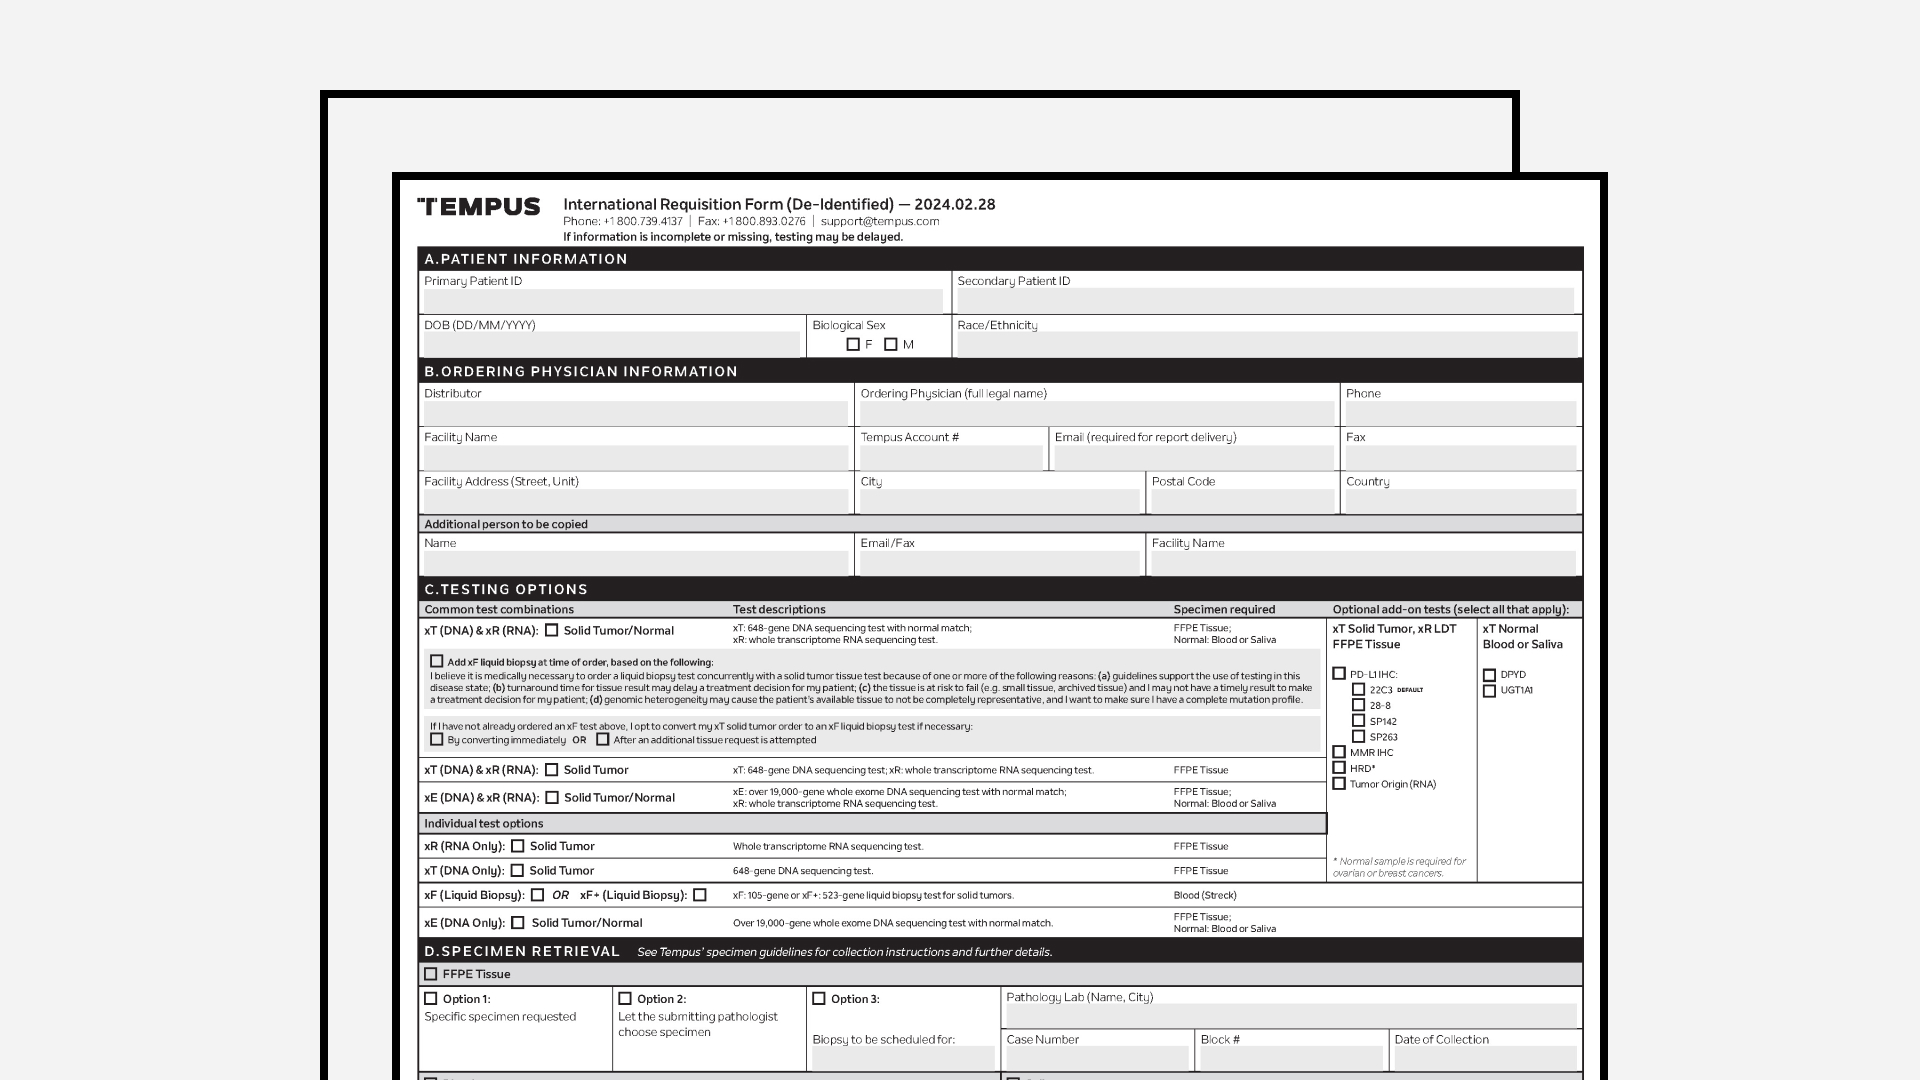 TEMPUS
International Requisition Form (De-Identified) — 2024.02.28
Phone: +1 800.739.4137 | Fax: +1 800.893.0276 | support@tempus.com
If information is incomplete or missing, testing may be delayed.
A.PATIENT INFORMATION
Primary Patient ID
Secondary Patient ID
DOB (DD/MM/YYYY)
Biological Sex
Race/Ethnicity
F M
B.ORDERING PHYSICIAN INFORMATION
Distributor
Ordering Physician (full legal name)
Phone
Facility Name
Tempus Account #
Email (required for report delivery)
Fax
Facility Address (Street, Unit)
City
Postal Code
Country
Additional person to be copied
Name
Email/Fax
Facility Name
C.TESTING OPTIONS
Common test combinations
Test descriptions
Specimen required
Optional add-on tests (select all that apply):
xT (DNA) & xR (RNA): Solid Tumor/Normal
xT: 648-gene DNA sequencing test with normal match;
xR: whole transcriptome RNA sequencing test.
FFPE Tissue;
Normal: Blood or Saliva
Add xF liquid biopsy at time of order, based on the following:
I believe it is medically necessary to order a liquid biopsy test concurrently with a solid tumor tissue test because of one or more of the following reasons: (a) guidelines support the use of testing in this
disease state; (b) turnaround time for tissue result may delay a treatment decision for my patient; (c) the tissue is at risk to fail (e.g. small tissue, archived tissue) and I may not have a timely result to make
a treatment decision for my patient; (d) genomic heterogeneity may cause the patient's available tissue to not be completely representative, and I want to make sure I have a complete mutation profile.
If I have not already ordered an xF test above, I opt to convert my xT solid tumor order to an xF liquid biopsy test if necessary:
By converting immediately OR After an additional tissue request is attempted
xT (DNA) & xR (RNA): Solid Tumor
xT: 648-gene DNA sequencing test; xR: whole transcriptome RNA sequencing test.
FFPE Tissue
xE (DNA) & xR (RNA): Solid Tumor/Normal
xE: over 19,000-gene whole exome DNA sequencing test with normal match;
xR: whole transcriptome RNA sequencing test.
FFPE Tissue;
Normal: Blood or Saliva
xT Solid Tumor, xR LDT
FFPE Tissue
PD-L1 IHC:
22C3 DEFAULT
28-8
SP142
SP263
MMR IHC
HRD*
Tumor Origin (RNA)
* Normal sample is required for
ovarian or breast cancers.
xT Normal
Blood or Saliva
DPYD
UGT1A1
Individual test options
xR (RNA Only): Solid Tumor
Whole transcriptome RNA sequencing test.
FFPE Tissue
xT (DNA Only): Solid Tumor
648-gene DNA sequencing test.
FFPE Tissue
xF (Liquid Biopsy): OR xF+ (Liquid Biopsy):
xF: 105-gene or xF+: 523-gene liquid biopsy test for solid tumors.
Blood (Streck)
xE (DNA Only): Solid Tumor/Normal
Over 19,000-gene whole exome DNA sequencing test with normal match.
FFPE Tissue;
Normal: Blood or Saliva
D.SPECIMEN RETRIEVAL See Tempus' specimen guidelines for collection instructions and further details.
FFPE Tissue
Option 1:
Specific specimen requested
Option 2:
Let the submitting pathologist
choose specimen
Option 3:
Biopsy to be scheduled for:
Pathology Lab (Name, City)
Case Number
Block #
Date of Collection